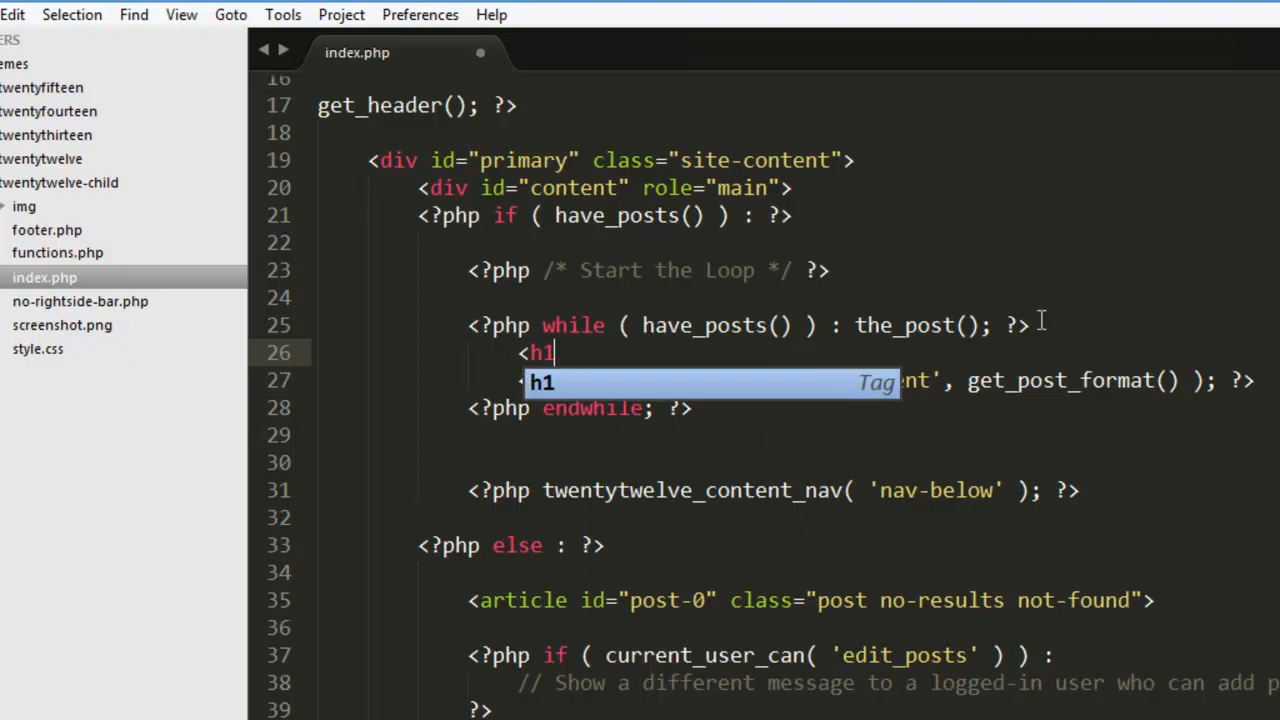 Edit Selection Find View Goto Tools Project Preferences Help
ERS
emes
twentyfifteen
twentyfourteen
twentythirteen
twentytwelve
twentytwelve-child
img
footer.php
functions.php
index.php
no-rightside-bar.php
screenshot.png
style.css
index.php
16
17 get_header(); ?>
18
19 <div id="primary" class="site-content">
20 <div id="content" role="main">
21 <?php if ( have_posts() ) : ?>
22
23 <?php /* Start the Loop */ ?>
24
25 <?php while ( have_posts() ) : the_post(); ?>
26 <h1
h1 Tag
27 ent', get_post_format() ); ?>
28 <?php endwhile; ?>
29
30
31 <?php twentytwelve_content_nav( 'nav-below' ); ?>
32
33 <?php else : ?>
34
35 <article id="post-0" class="post no-results not-found">
36
37 <?php if ( current_user_can( 'edit_posts' ) ) :
38 // Show a different message to a logged-in user who can add p
39 ?>